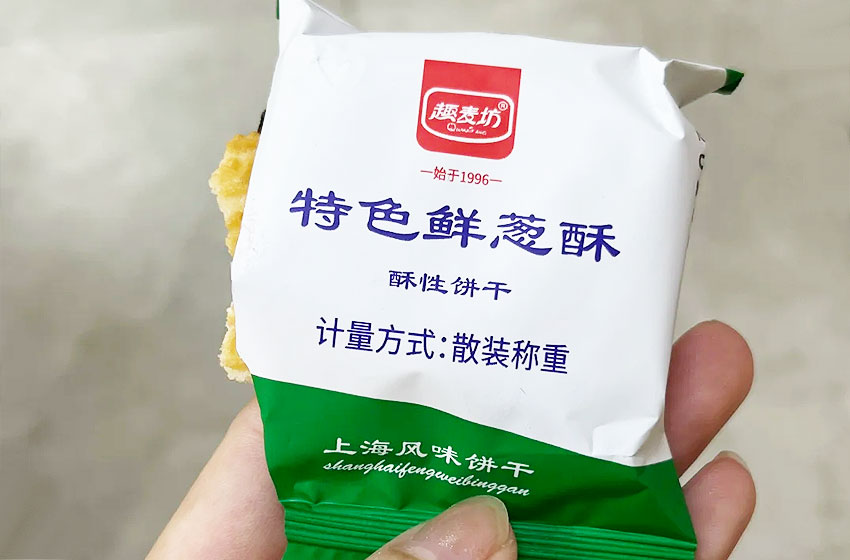 趣麦坊®
—始于1996—
特色鲜葱酥
酥性饼干
计量方式:散装称重
上海风味饼干
shanghaifengweibinggan